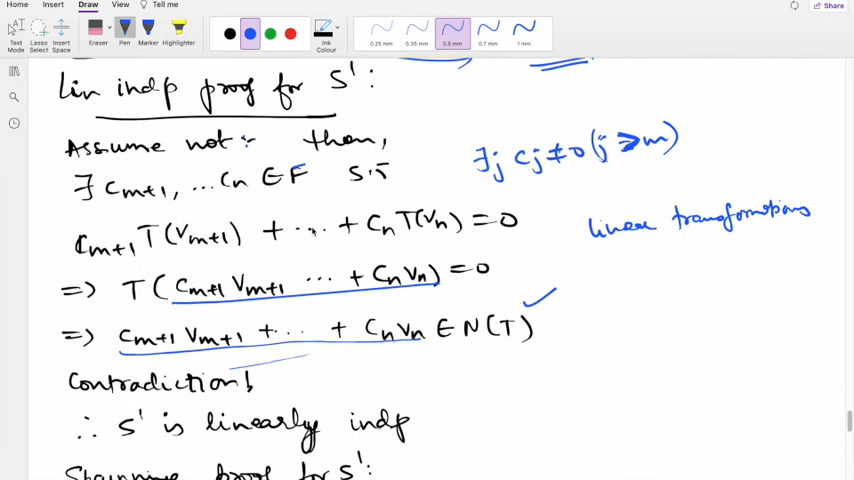 Home Insert Draw View Tell me
Share
Text Mode
Lasso Select
Insert Space
Eraser
Pen
Marker
Highlighter
Ink Colour
0.25 mm
0.35 mm
0.5 mm
0.7 mm
1 mm
Lin indp proof for S':
Assume not: then,
∃j cj ≠ 0 (j ≥ m)
∃ cm+1, ... cn ∈ F s.t
cm+1 T(vm+1) + ... + cn T(vn) = 0
linear transformations
=> T (cm+1 vm+1 ... + cn vn) = 0
=> cm+1 vm+1 + ... + cn vn ∈ N(T) ✓
Contradiction!
∴ S' is linearly indp
Spanning proof for S':